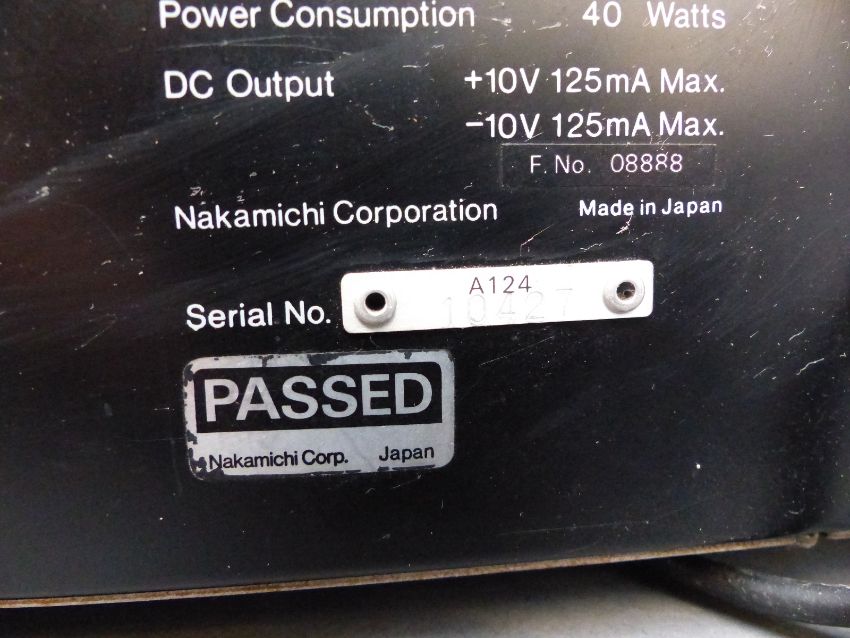 Power Consumption 40 Watts
DC Output +10V 125mA Max.
-10V 125mA Max.
F. No. 08888
Nakamichi Corporation Made in Japan
A124
Serial No. 10427
PASSED
Nakamichi Corp. Japan